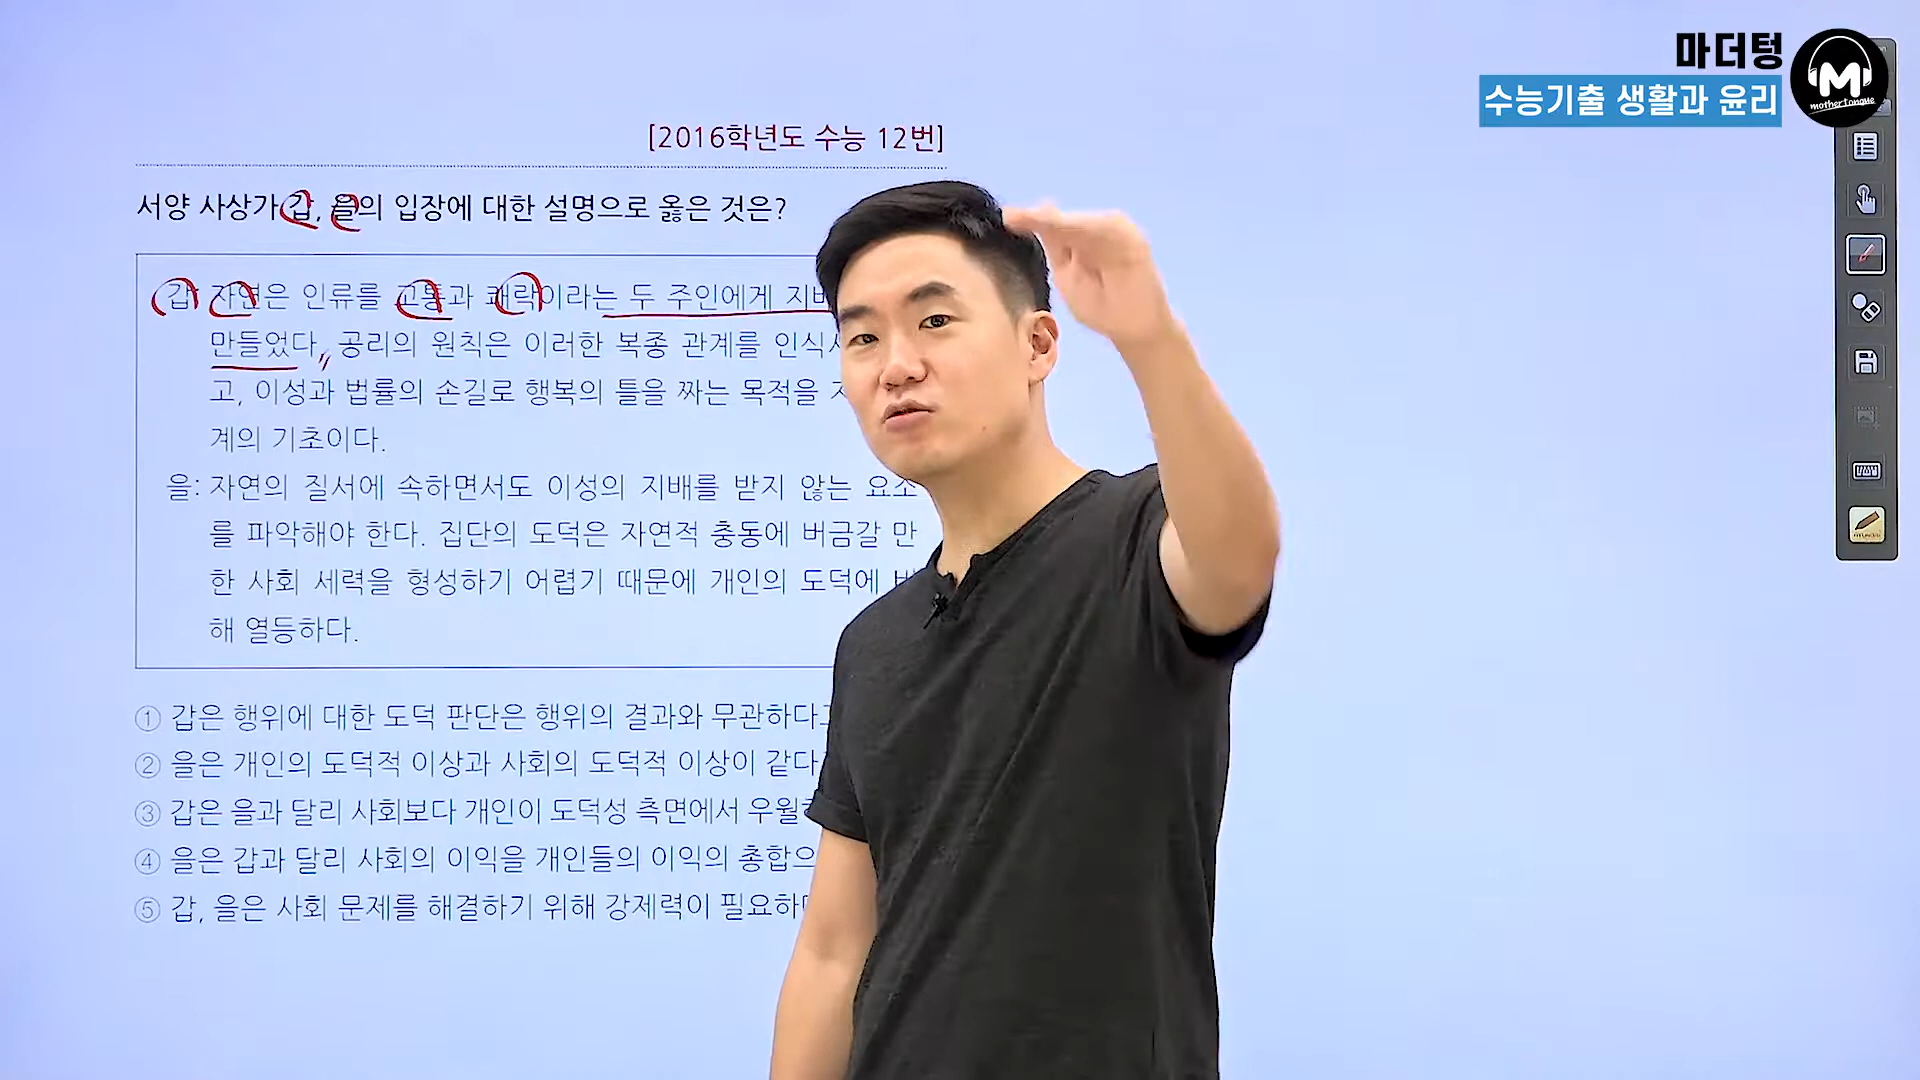 마더텅
수능기출 생활과 윤리
M
mothertongue
[2016학년도 수능 12번]
서양 사상가 갑, 을의 입장에 대한 설명으로 옳은 것은?
갑: 자연은 인류를 고통과 쾌락이라는 두 주인에게 지배
만들었다. 공리의 원칙은 이러한 복종 관계를 인식
고, 이성과 법률의 손길로 행복의 틀을 짜는 목적을
계의 기초이다.
을: 자연의 질서에 속하면서도 이성의 지배를 받지 않는 요소
를 파악해야 한다. 집단의 도덕은 자연적 충동에 버금갈 만
한 사회 세력을 형성하기 어렵기 때문에 개인의 도덕에 비
해 열등하다.
① 갑은 행위에 대한 도덕 판단은 행위의 결과와 무관하다고
② 을은 개인의 도덕적 이상과 사회의 도덕적 이상이 같다
③ 갑은 을과 달리 사회보다 개인이 도덕성 측면에서
④ 을은 갑과 달리 사회의 이익을 개인들의 이익의
⑤ 갑, 을은 사회 문제를 해결하기 위해 강제력이